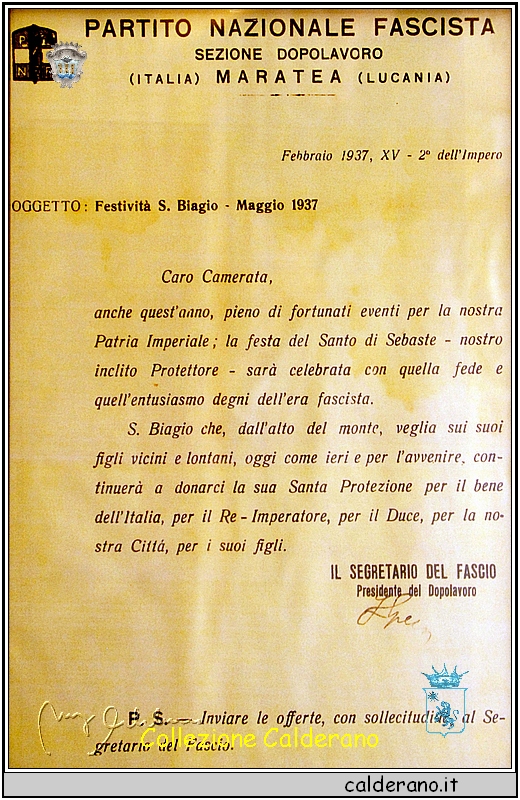 PARTITO NAZIONALE FASCISTA
SEZIONE DOPOLAVORO
(ITALIA) MARATEA (LUCANIA)
Febbraio 1937, XV - 2º dell'Impero
OGGETTO: Festività S. Biagio - Maggio 1937
Caro Camerata,
anche quest'anno, pieno di fortunati eventi per la nostra
Patria Imperiale; la festa del Santo di Sebaste - nostro
inclito Protettore - sarà celebrata con quella fede e
quell'entusiasmo degni dell'era fascista.
S. Biagio che, dall'alto del monte, veglia sui suoi
figli vicini e lontani, oggi come ieri e per l'avvenire, con-
tinuerà a donarci la sua Santa Protezione per il bene
dell'Italia, per il Re-Imperatore, per il Duce, per la no-
stra Cittá, per i suoi figli.
IL SEGRETARIO DEL FASCIO
Presidente del Dopolavoro
P. S. - Inviare le offerte, con sollecitudine al Se-
gretario del Fascio.
Collezione Calderano
calderano.it